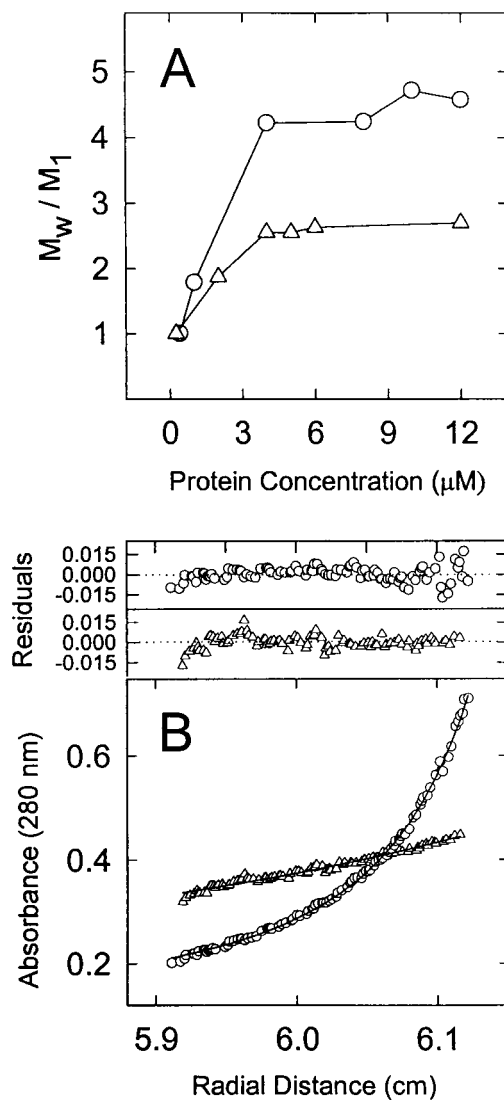 A
5
4
3
2
1
M_w / M_1
0 3 6 9 12
Protein Concentration (μM)
0.015
0.000
-0.015
0.015
0.000
-0.015
Residuals
B
0.6
0.4
0.2
Absorbance (280 nm)
5.9 6.0 6.1
Radial Distance (cm)